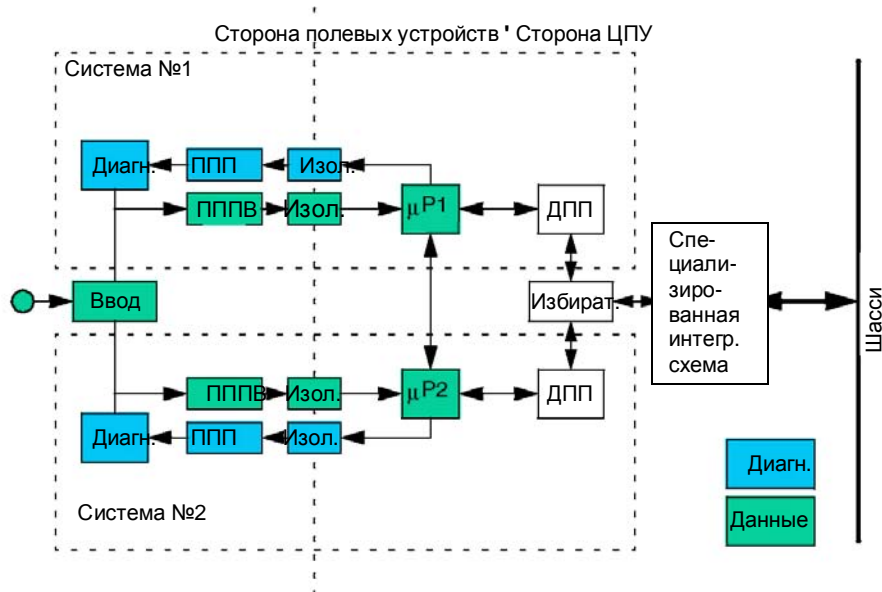 Сторона полевых устройств ' Сторона ЦПУ
Система №1
Диагн.
ППП
Изол.
ПППВ
Изол.
μP1
ДПП
Ввод
Избират.
Спе-
циали-
зиро-
ванная
интегр.
схема
Шасси
ПППВ
Изол.
μP2
ДПП
Диагн.
ППП
Изол.
Система №2
Диагн.
Данные